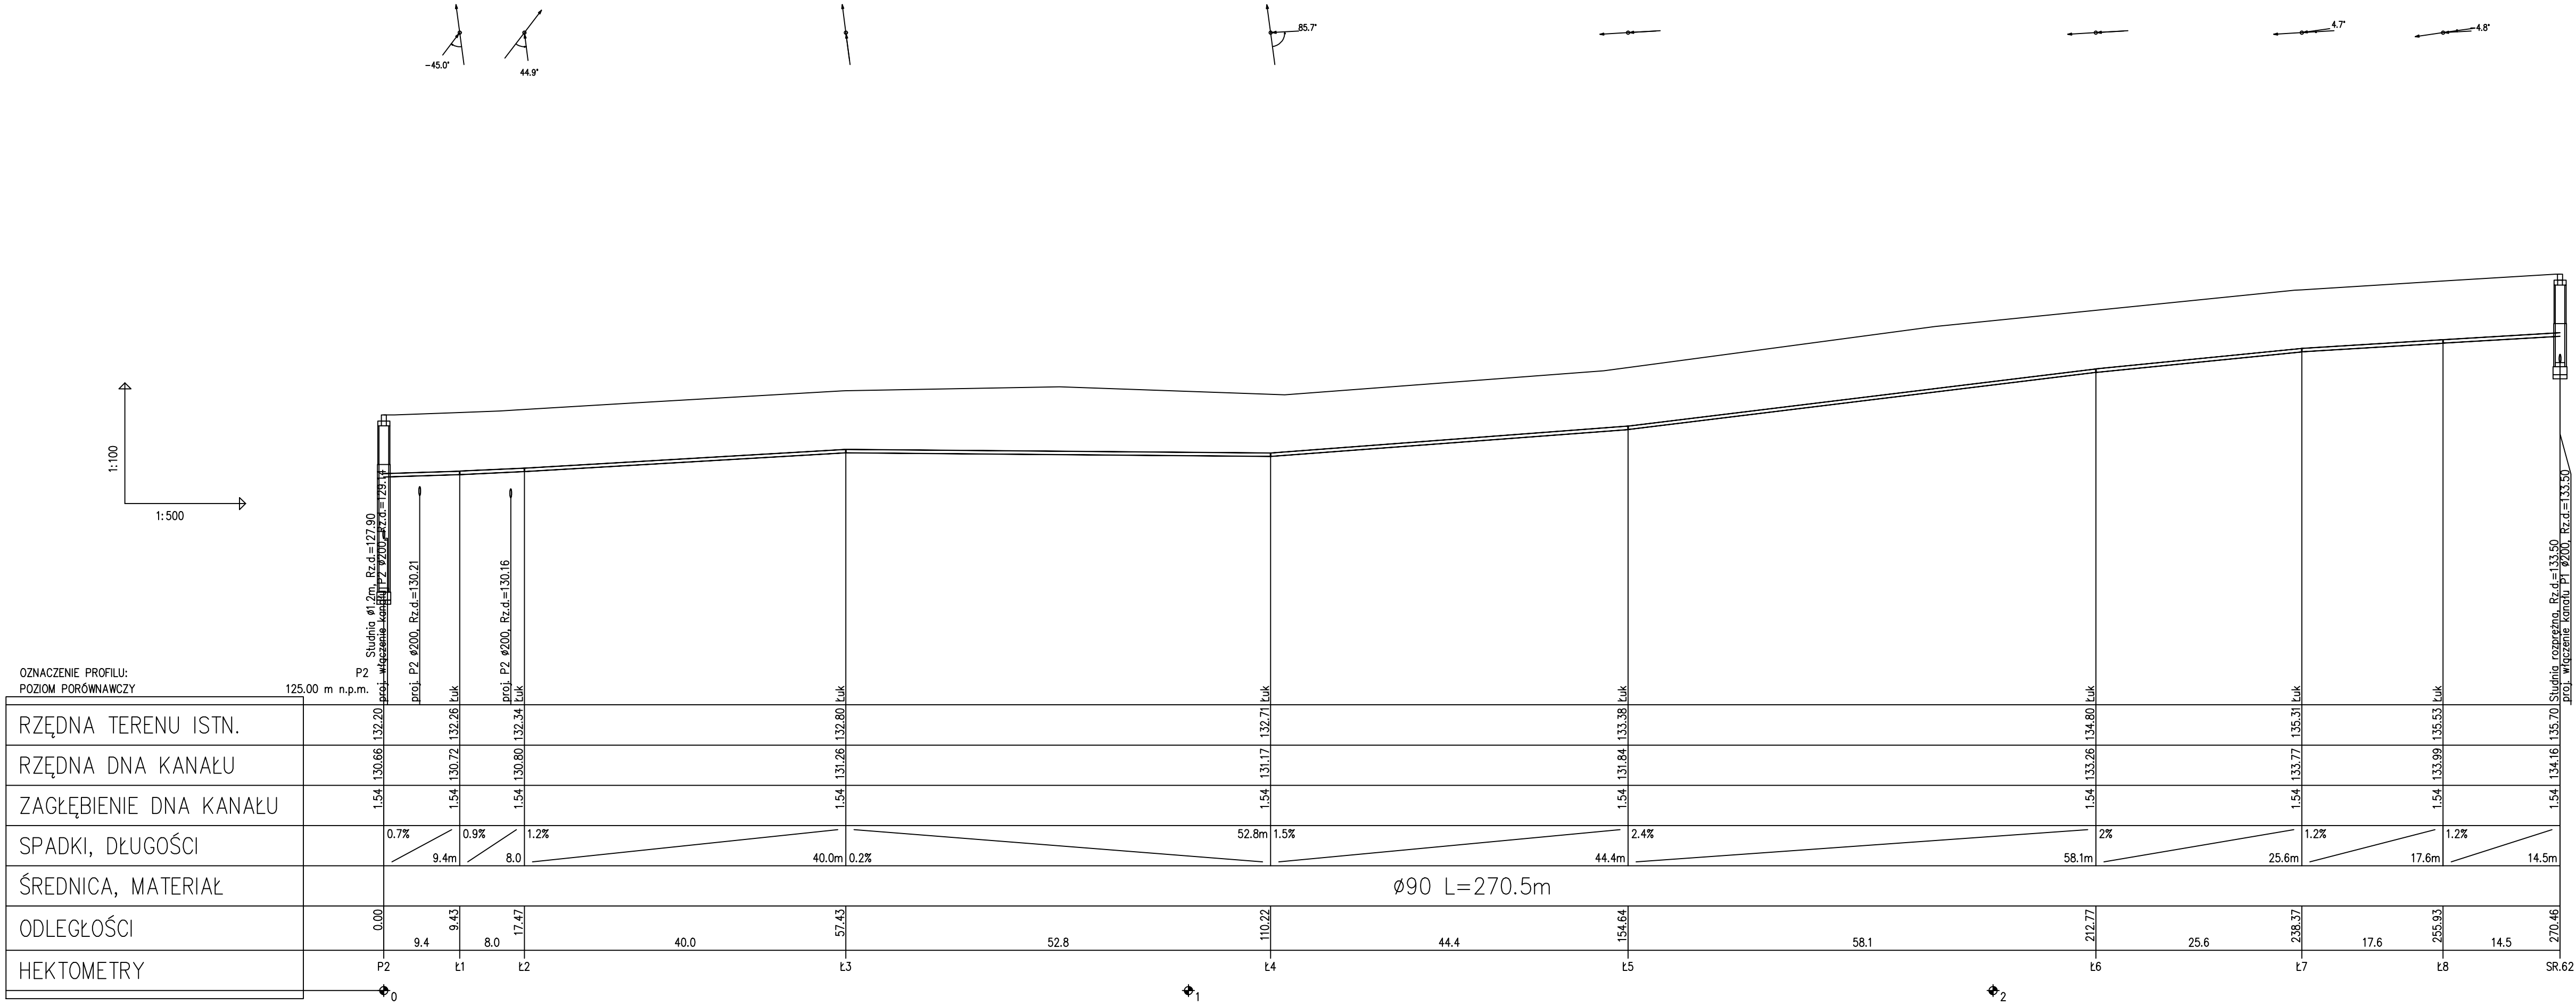 -45.0°
44.9°
85.7°
4.7°
-4.8°
1:100
1:500
Studnia ø1.2m, Rz.d.=127.90
proj. włączenie kanału P2 ø200, Rz.d.=129.14
proj. P2 ø200, Rz.d.=130.21
proj. P2 ø200, Rz.d.=130.16
Studnia rozprężna, Rz.d.=133.50
proj. włączenie kanału P1 ø200, Rz.d.=133.50
OZNACZENIE PROFILU: P2
POZIOM PORÓWNAWCZY 125.00 m n.p.m.
Łuk Łuk Łuk Łuk Łuk Łuk Łuk Łuk
RZĘDNA TERENU ISTN. 132.20 132.26 132.34 132.80 132.71 133.38 134.80 135.31 135.53 135.70
RZĘDNA DNA KANAŁU 130.66 130.72 130.80 131.26 131.17 131.84 133.26 133.77 133.99 134.16
ZAGŁĘBIENIE DNA KANAŁU 1.54 1.54 1.54 1.54 1.54 1.54 1.54 1.54 1.54 1.54
SPADKI, DŁUGOŚCI
0.7% 0.9% 1.2% 52.8m 1.5% 2.4% 2% 1.2% 1.2%
9.4m 8.0 40.0m 0.2% 44.4m 58.1m 25.6m 17.6m 14.5m
ŚREDNICA, MATERIAŁ ø90 L=270.5m
ODLEGŁOŚCI 0.00 9.43 17.47 57.43 110.22 154.64 212.77 238.37 255.93 270.46
9.4 8.0 40.0 52.8 44.4 58.1 25.6 17.6 14.5
HEKTOMETRY P2 Ł1 Ł2 Ł3 Ł4 Ł5 Ł6 Ł7 Ł8 SR.62
0 1 2